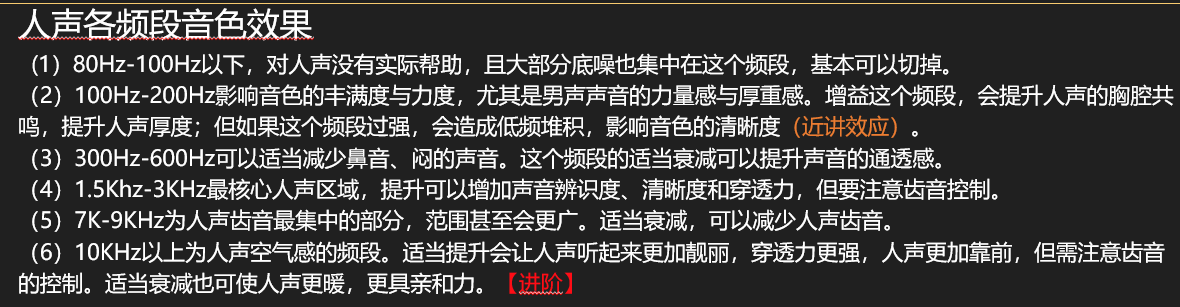 人声各频段音色效果
（1）80Hz-100Hz以下，对人声没有实际帮助，且大部分底噪也集中在这个频段，基本可以切掉。
（2）100Hz-200Hz影响音色的丰满度与力度，尤其是男声声音的力量感与厚重感。增益这个频段，会提升人声的胸腔共
鸣，提升人声厚度；但如果这个频段过强，会造成低频堆积，影响音色的清晰度（近讲效应）。
（3）300Hz-600Hz可以适当减少鼻音、闷的声音。这个频段的适当衰减可以提升声音的通透感。
（4）1.5Khz-3KHz最核心人声区域，提升可以增加声音辨识度、清晰度和穿透力，但要注意齿音控制。
（5）7K-9KHz为人声齿音最集中的部分，范围甚至会更广。适当衰减，可以减少人声齿音。
（6）10KHz以上为人声空气感的频段。适当提升会让人声听起来更加靓丽，穿透力更强，人声更加靠前，但需注意齿音
的控制。适当衰减也可使人声更暖，更具亲和力。【进阶】